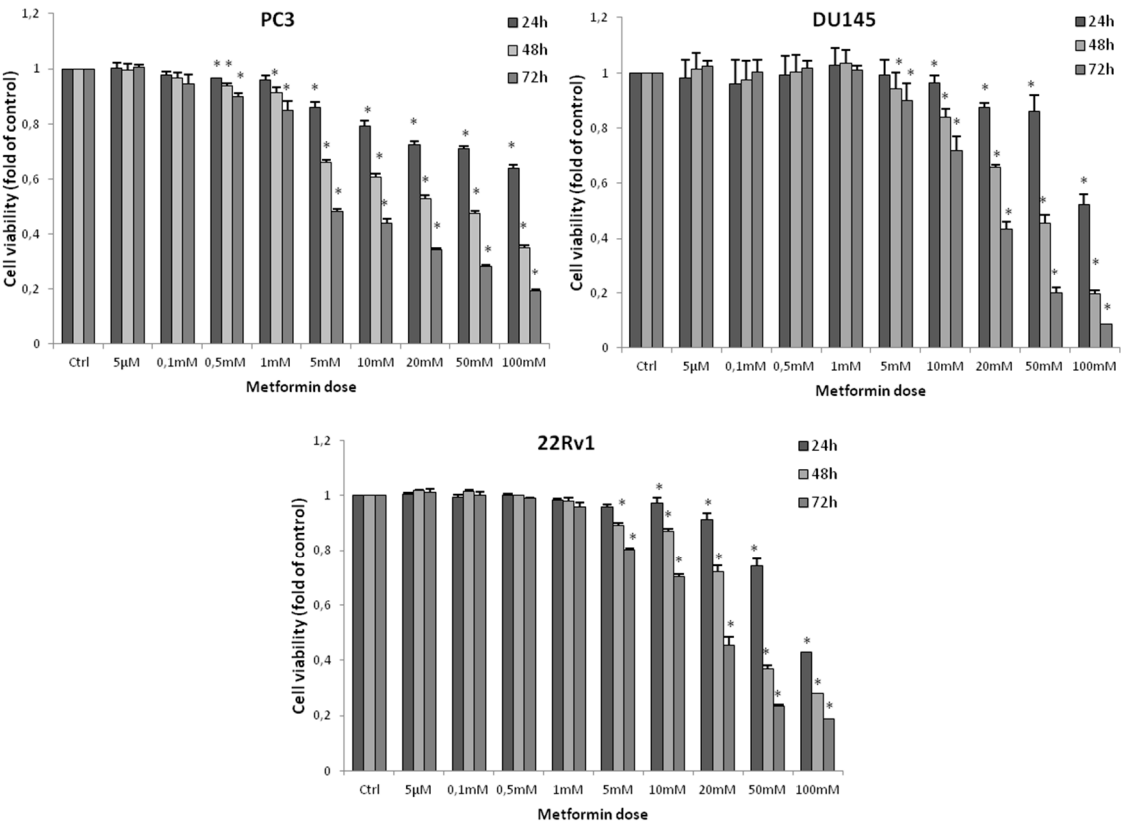 PC3
24h
48h
72h
1,2
1
0,8
0,6
0,4
0,2
0
Cell viability (fold of control)
* * * * * * * * * * * * * * * * * * * *
Ctrl 5µM 0,1mM 0,5mM 1mM 5mM 10mM 20mM 50mM 100mM
Metformin dose
DU145
24h
48h
72h
1,2
1
0,8
0,6
0,4
0,2
0
Cell viability (fold of control)
* * * * * * * * * * * * * *
Ctrl 5µM 0,1mM 0,5mM 1mM 5mM 10mM 20mM 50mM 100mM
Metformin dose
22Rv1
24h
48h
72h
1,2
1
0,8
0,6
0,4
0,2
0
Cell viability (fold of control)
* * * * * * * * * * * * * *
Ctrl 5µM 0,1mM 0,5mM 1mM 5mM 10mM 20mM 50mM 100mM
Metformin dose